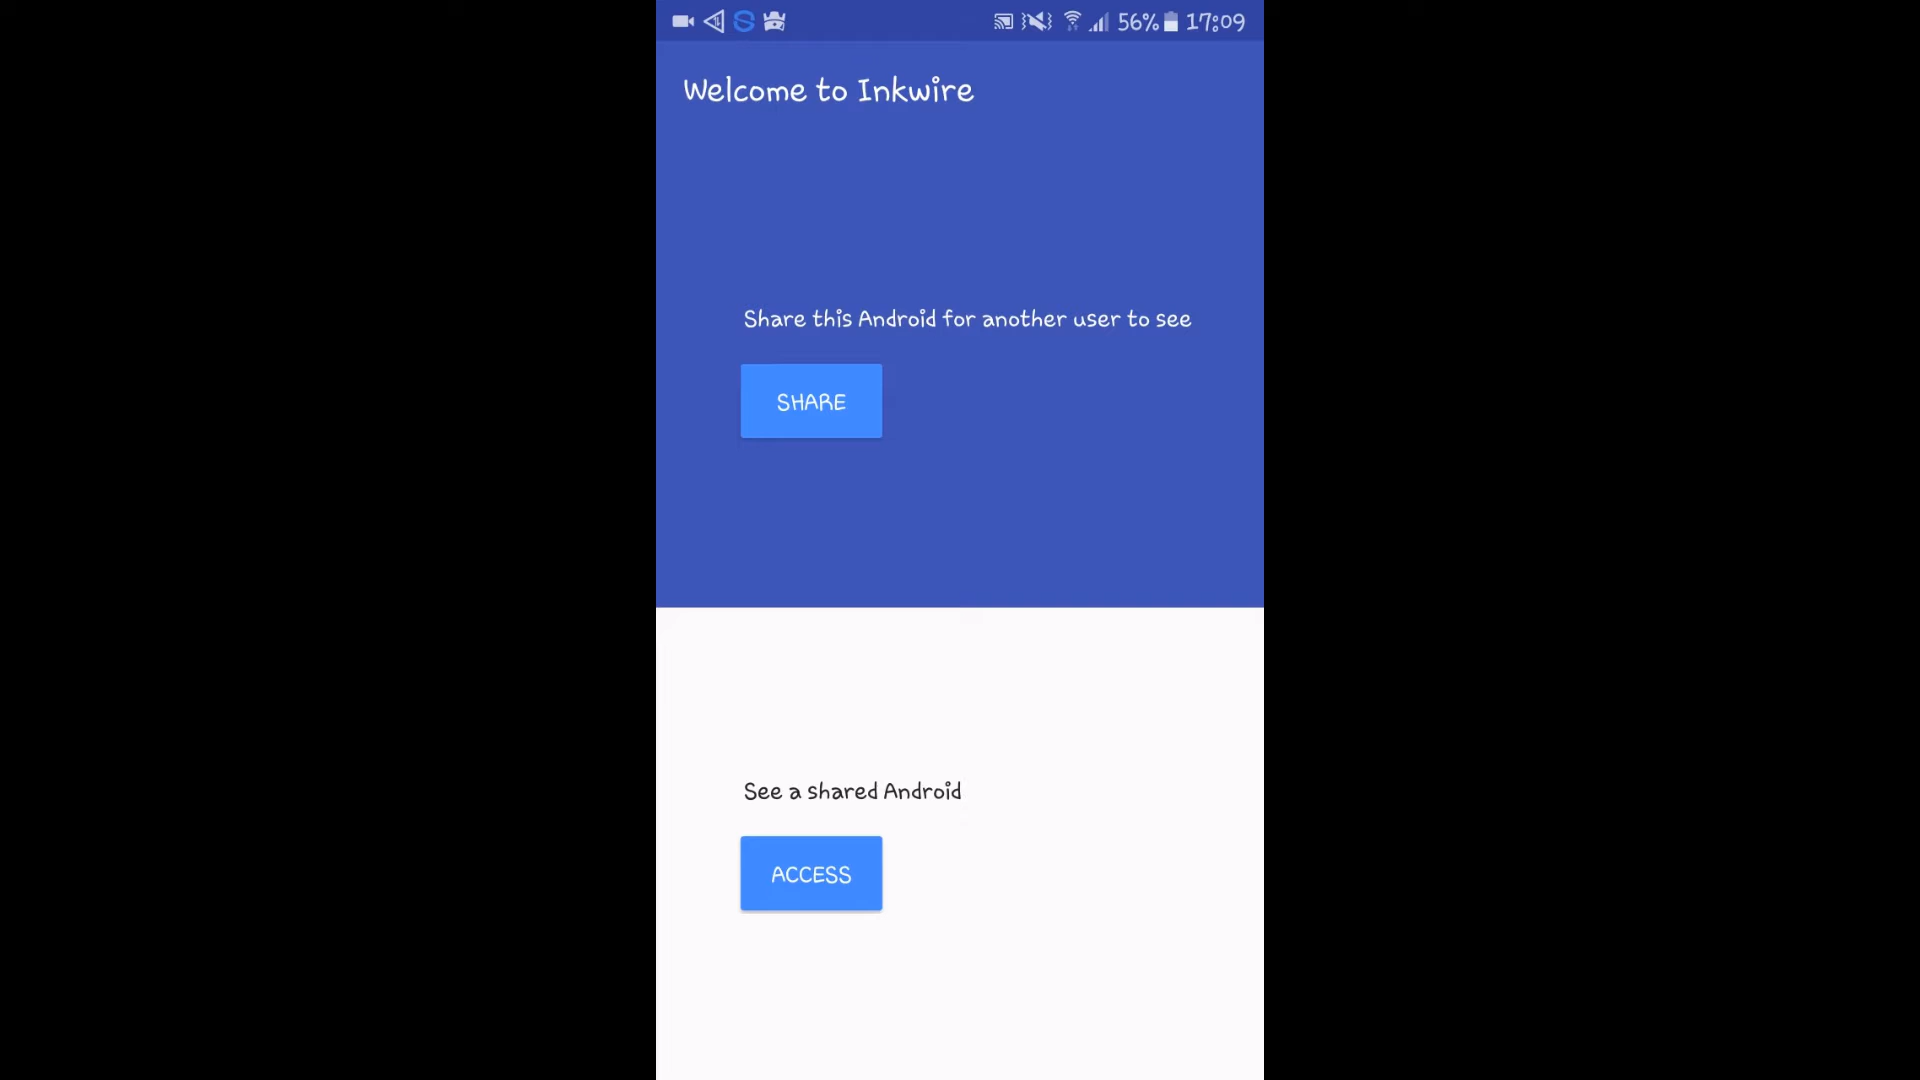 56% 17:09
Welcome to Inkwire
Share this Android for another user to see
SHARE
See a shared Android
ACCESS